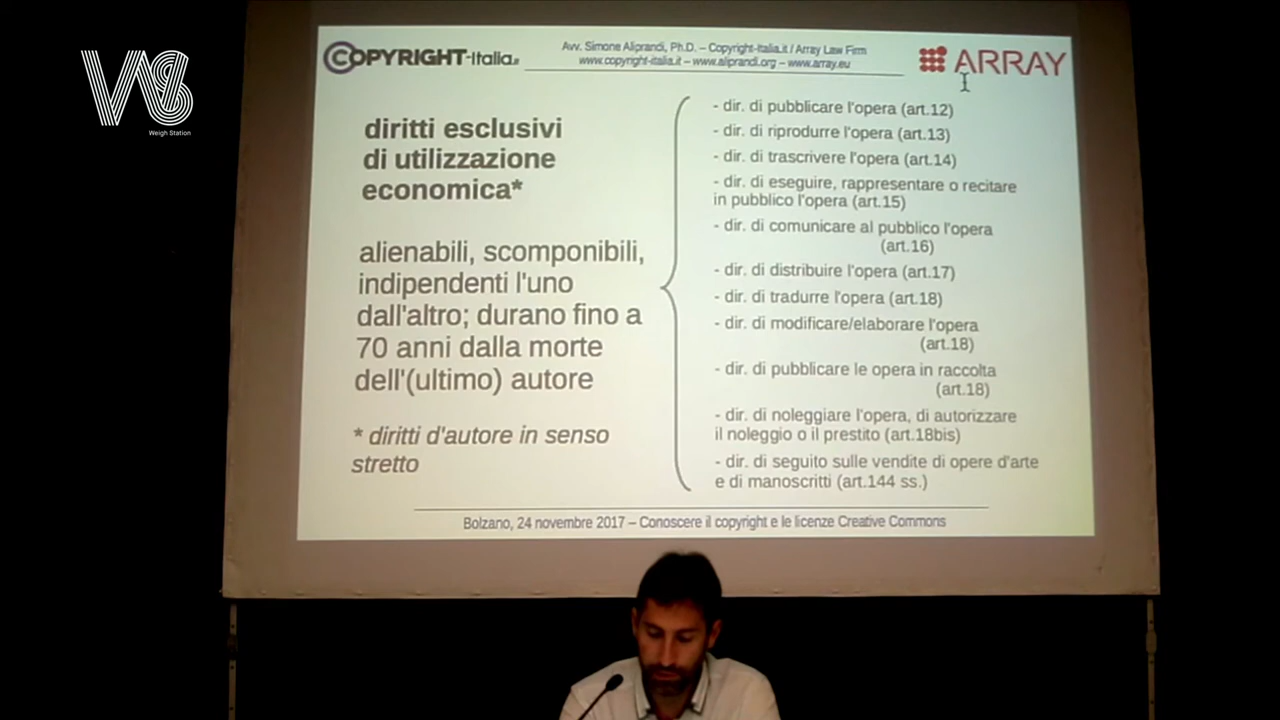 WS
Weigh Station
COPYRIGHT-Italia.it
Avv. Simone Aliprandi, Ph.D. – Copyright-Italia.it / Array Law Firm
www.copyright-italia.it – www.aliprandi.org – www.array.eu
ARRAY
diritti esclusivi
di utilizzazione
economica*
alienabili, scomponibili,
indipendenti l'uno
dall'altro; durano fino a
70 anni dalla morte
dell'(ultimo) autore
* diritti d'autore in senso
stretto
- dir. di pubblicare l'opera (art.12)
- dir. di riprodurre l'opera (art.13)
- dir. di trascrivere l'opera (art.14)
- dir. di eseguire, rappresentare o recitare
in pubblico l'opera (art.15)
- dir. di comunicare al pubblico l'opera
(art.16)
- dir. di distribuire l'opera (art.17)
- dir. di tradurre l'opera (art.18)
- dir. di modificare/elaborare l'opera
(art.18)
- dir. di pubblicare le opera in raccolta
(art.18)
- dir. di noleggiare l'opera, di autorizzare
il noleggio o il prestito (art.18bis)
- dir. di seguito sulle vendite di opere d'arte
e di manoscritti (art.144 ss.)
Bolzano, 24 novembre 2017 – Conoscere il copyright e le licenze Creative Commons